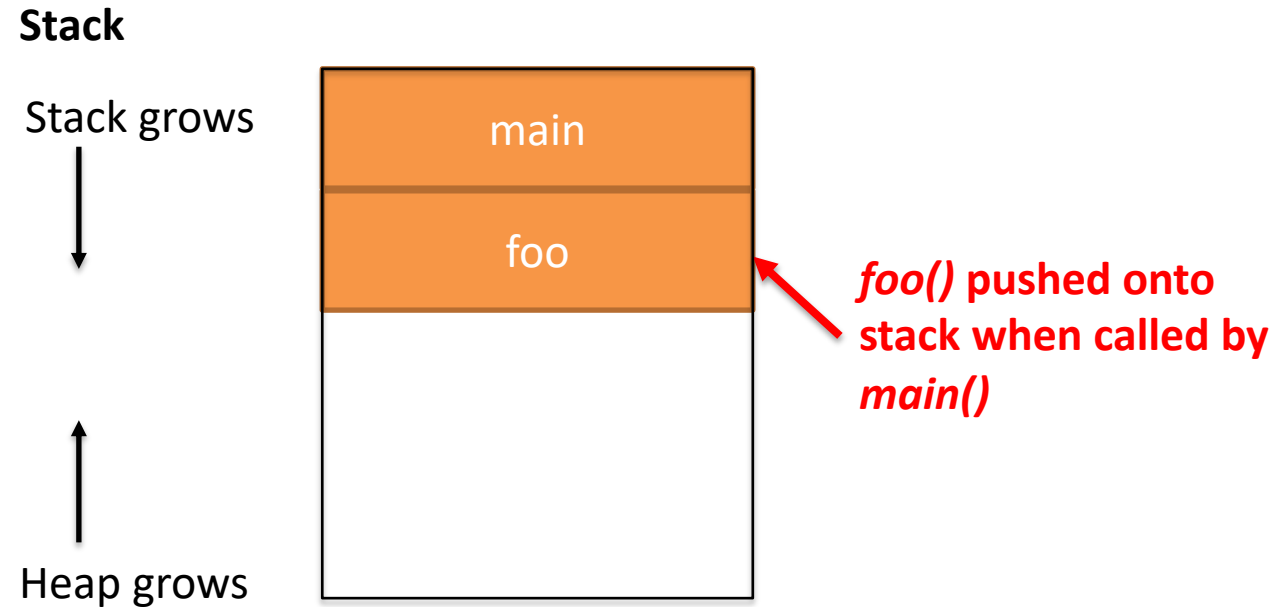 Stack
Stack grows
main
foo
foo() pushed onto
stack when called by
main()
Heap grows